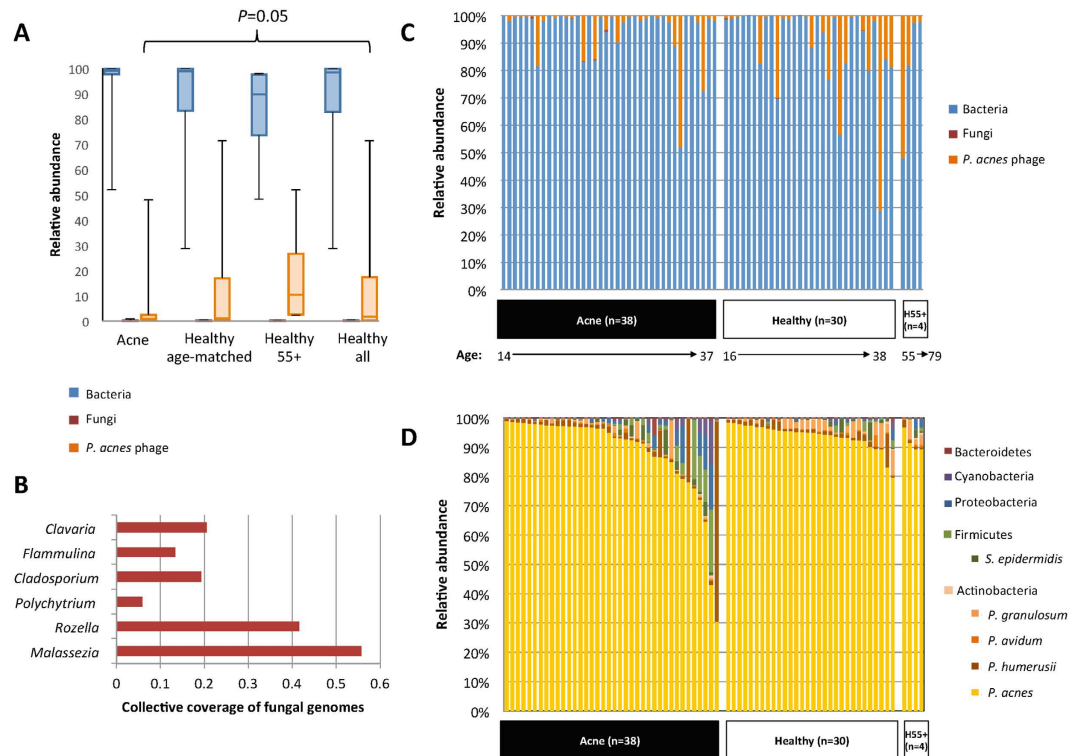 A
P=0.05
100
90
80
70
60
50
40
30
20
10
0
Relative abundance
Acne
Healthy age-matched
Healthy 55+
Healthy all
Bacteria
Fungi
P. acnes phage
B
Clavaria
Flammulina
Cladosporium
Polychytrium
Rozella
Malassezia
0 0.1 0.2 0.3 0.4 0.5 0.6
Collective coverage of fungal genomes
C
100%
90%
80%
70%
60%
50%
40%
30%
20%
10%
0%
Relative abundance
Bacteria
Fungi
P. acnes phage
Acne (n=38)
Healthy (n=30)
H55+
(n=4)
Age: 14 37 16 38 55 79
D
100%
90%
80%
70%
60%
50%
40%
30%
20%
10%
0%
Relative abundance
Bacteroidetes
Cyanobacteria
Proteobacteria
Firmicutes
S. epidermidis
Actinobacteria
P. granulosum
P. avidum
P. humerusii
P. acnes
Acne (n=38)
Healthy (n=30)
H55+
(n=4)